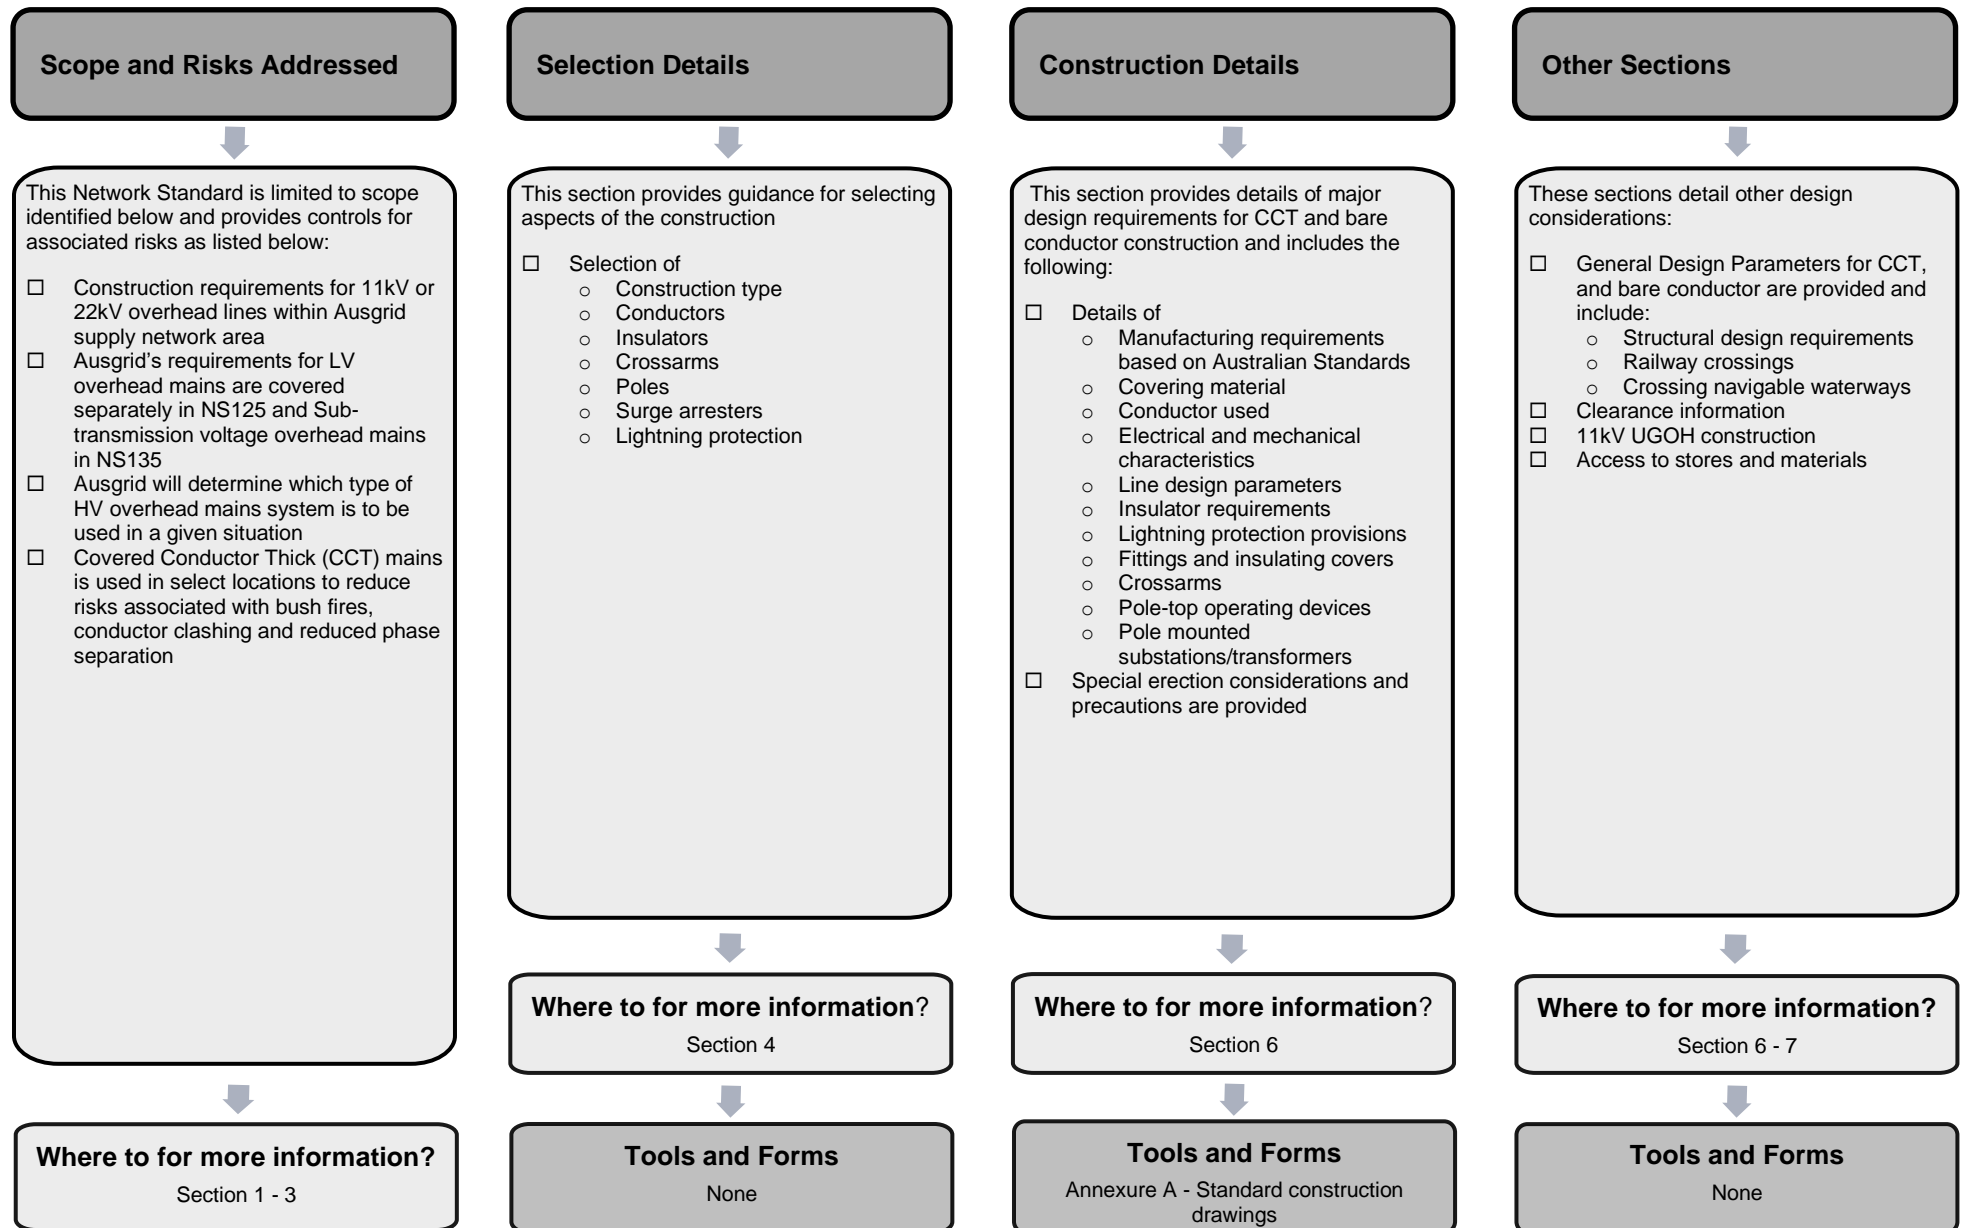 Scope and Risks Addressed
This Network Standard is limited to scope
identified below and provides controls for
associated risks as listed below:
□ Construction requirements for 11kV or
22kV overhead lines within Ausgrid
supply network area
□ Ausgrid's requirements for LV
overhead mains are covered
separately in NS125 and Sub-
transmission voltage overhead mains
in NS135
□ Ausgrid will determine which type of
HV overhead mains system is to be
used in a given situation
□ Covered Conductor Thick (CCT) mains
is used in select locations to reduce
risks associated with bush fires,
conductor clashing and reduced phase
separation
Where to for more information?
Section 1 - 3
Selection Details
This section provides guidance for selecting
aspects of the construction
□ Selection of
o Construction type
o Conductors
o Insulators
o Crossarms
o Poles
o Surge arresters
o Lightning protection
Where to for more information?
Section 4
Tools and Forms
None
Construction Details
This section provides details of major
design requirements for CCT and bare
conductor construction and includes the
following:
□ Details of
o Manufacturing requirements
based on Australian Standards
o Covering material
o Conductor used
o Electrical and mechanical
characteristics
o Line design parameters
o Insulator requirements
o Lightning protection provisions
o Fittings and insulating covers
o Crossarms
o Pole-top operating devices
o Pole mounted
substations/transformers
□ Special erection considerations and
precautions are provided
Where to for more information?
Section 6
Tools and Forms
Annexure A - Standard construction
drawings
Other Sections
These sections detail other design
considerations:
□ General Design Parameters for CCT,
and bare conductor are provided and
include:
o Structural design requirements
o Railway crossings
o Crossing navigable waterways
□ Clearance information
□ 11kV UGOH construction
□ Access to stores and materials
Where to for more information?
Section 6 - 7
Tools and Forms
None